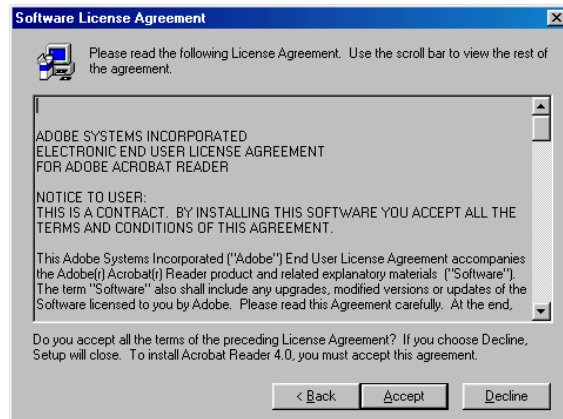 Software License Agreement
Please read the following License Agreement. Use the scroll bar to view the rest of
the agreement.
ADOBE SYSTEMS INCORPORATED
ELECTRONIC END USER LICENSE AGREEMENT
FOR ADOBE ACROBAT READER
NOTICE TO USER:
THIS IS A CONTRACT. BY INSTALLING THIS SOFTWARE YOU ACCEPT ALL THE
TERMS AND CONDITIONS OF THIS AGREEMENT.
This Adobe Systems Incorporated ("Adobe") End User License Agreement accompanies
the Adobe(r) Acrobat(r) Reader product and related explanatory materials ("Software").
The term "Software" also shall include any upgrades, modified versions or updates of the
Software licensed to you by Adobe. Please read this Agreement carefully. At the end,
Do you accept all the terms of the preceding License Agreement? If you choose Decline,
Setup will close. To install Acrobat Reader 4.0, you must accept this agreement.
< Back Accept Decline